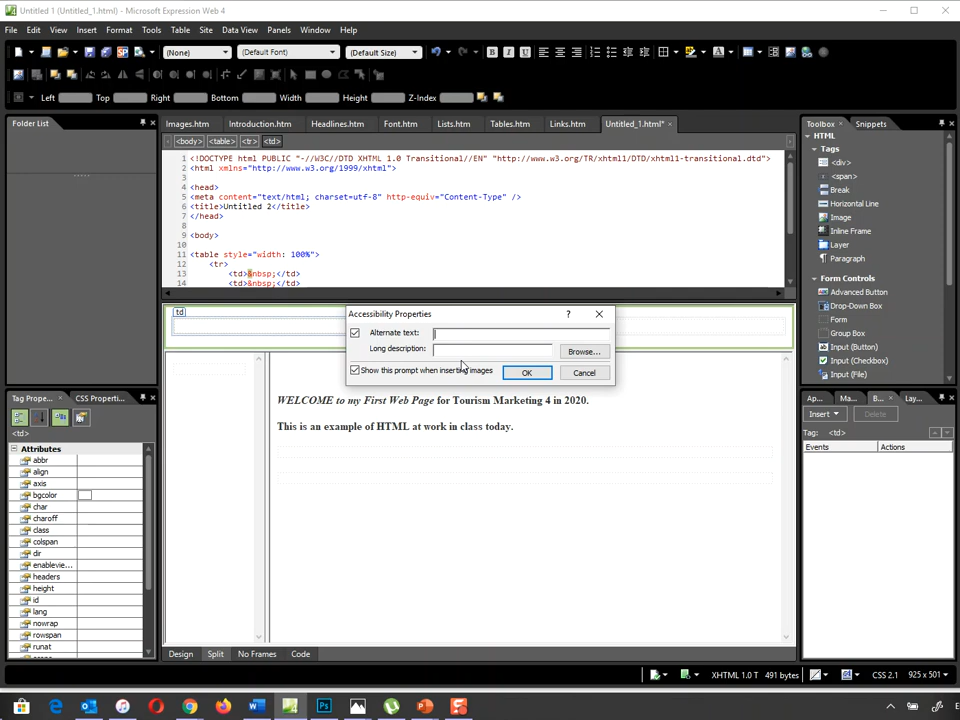 Untitled 1 (Untitled_1.html) - Microsoft Expression Web 4
File Edit View Insert Format Tools Table Site Data View Panels Window Help
(None) (Default Font) (Default Size)
Left Top Right Bottom Width Height Z-Index
Folder List
Images.htm Introduction.htm Headlines.htm Font.htm Lists.htm Tables.htm Links.htm Untitled_1.html*
<body> <table> <tr> <td>
1 <!DOCTYPE html PUBLIC "-//W3C//DTD XHTML 1.0 Transitional//EN" "http://www.w3.org/TR/xhtml1/DTD/xhtml1-transitional.dtd">
2 <html xmlns="http://www.w3.org/1999/xhtml">
3
4 <head>
5 <meta content="text/html; charset=utf-8" http-equiv="Content-Type" />
6 <title>Untitled 2</title>
7 </head>
8
9 <body>
10
11 <table style="width: 100%">
12 <tr>
13 <td>&nbsp;</td>
14 <td>&nbsp;</td>
td
Accessibility Properties
?
Alternate text:
Long description:
Browse...
Show this prompt when inserting images
OK
Cancel
WELCOME to my First Web Page for Tourism Marketing 4 in 2020.
This is an example of HTML at work in class today.
Design Split No Frames Code
Toolbox Snippets
HTML
Tags
<div>
<span>
Break
Horizontal Line
Image
Inline Frame
Layer
Paragraph
Form Controls
Advanced Button
Drop-Down Box
Form
Group Box
Input (Button)
Input (Checkbox)
Input (File)
Tag Prope... CSS Properti...
<td>
Attributes
abbr
align
axis
bgcolor
char
charoff
class
colspan
dir
enablevie...
headers
height
id
lang
nowrap
rowspan
runat
Ap... Ma... B... Lay...
Insert Delete
Tag: <td>
Events Actions
XHTML 1.0 T 491 bytes CSS 2.1 925 x 501